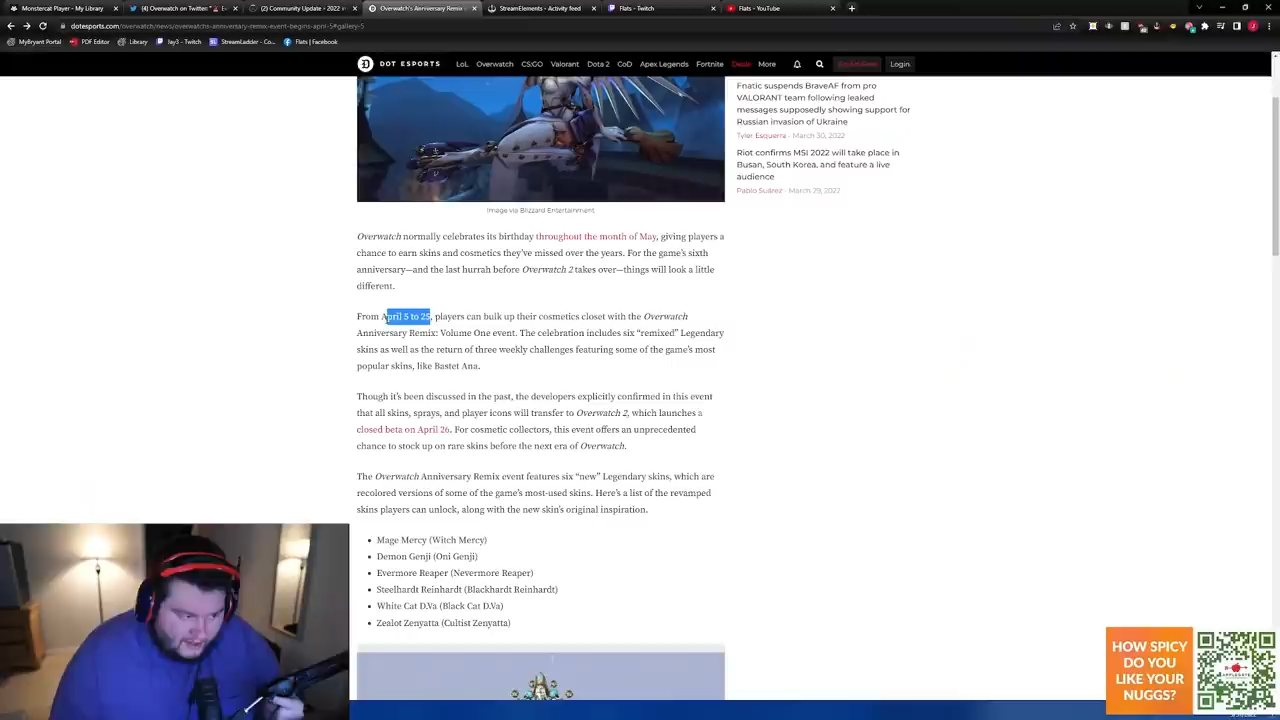 Monstercat Player - My Library
(2) Overwatch on Twitter
(2) Community Update - 2022
Overwatch's Anniversary Remix ev
StreamElements - Activity feed
Flats - Twitch
Flats - YouTube
dotesports.com/overwatch/news/overwatchs-anniversary-remix-event-begins-april-5#gallery-5
MyBryant Portal
PDF Editor
Library
Jay3 - Twitch
StreamLadder - Co...
Flats | Facebook
DOT ESPORTS
LoL
Overwatch
CS:GO
Valorant
Dota 2
CoD
Apex Legends
Fortnite
Deals
More
Login
Fnatic suspends BraveAF from pro
VALORANT team following leaked
messages supposedly showing support for
Russian invasion of Ukraine
Tyler Esguerra - March 30, 2022
Riot confirms MSI 2022 will take place in
Busan, South Korea, and feature a live
audience
Pablo Suárez - March 29, 2022
Image via Blizzard Entertainment
Overwatch normally celebrates its birthday throughout the month of May, giving players a
chance to earn skins and cosmetics they've missed over the years. For the game's sixth
anniversary—and the last hurrah before Overwatch 2 takes over—things will look a little
different.
From April 5 to 25, players can bulk up their cosmetics closet with the Overwatch
Anniversary Remix: Volume One event. The celebration includes six “remixed” Legendary
skins as well as the return of three weekly challenges featuring some of the game's most
popular skins, like Bastet Ana.
Though it's been discussed in the past, the developers explicitly confirmed in this event
that all skins, sprays, and player icons will transfer to Overwatch 2, which launches a
closed beta on April 26. For cosmetic collectors, this event offers an unprecedented
chance to stock up on rare skins before the next era of Overwatch.
The Overwatch Anniversary Remix event features six “new” Legendary skins, which are
recolored versions of some of the game's most-used skins. Here's a list of the revamped
skins players can unlock, along with the new skin's original inspiration.
• Mage Mercy (Witch Mercy)
• Demon Genji (Oni Genji)
• Evermore Reaper (Nevermore Reaper)
• Steelhardt Reinhardt (Blackhardt Reinhardt)
• White Cat D.Va (Black Cat D.Va)
• Zealot Zenyatta (Cultist Zenyatta)
HOW SPICY
DO YOU
LIKE YOUR
NUGGS?
APPLEGATE